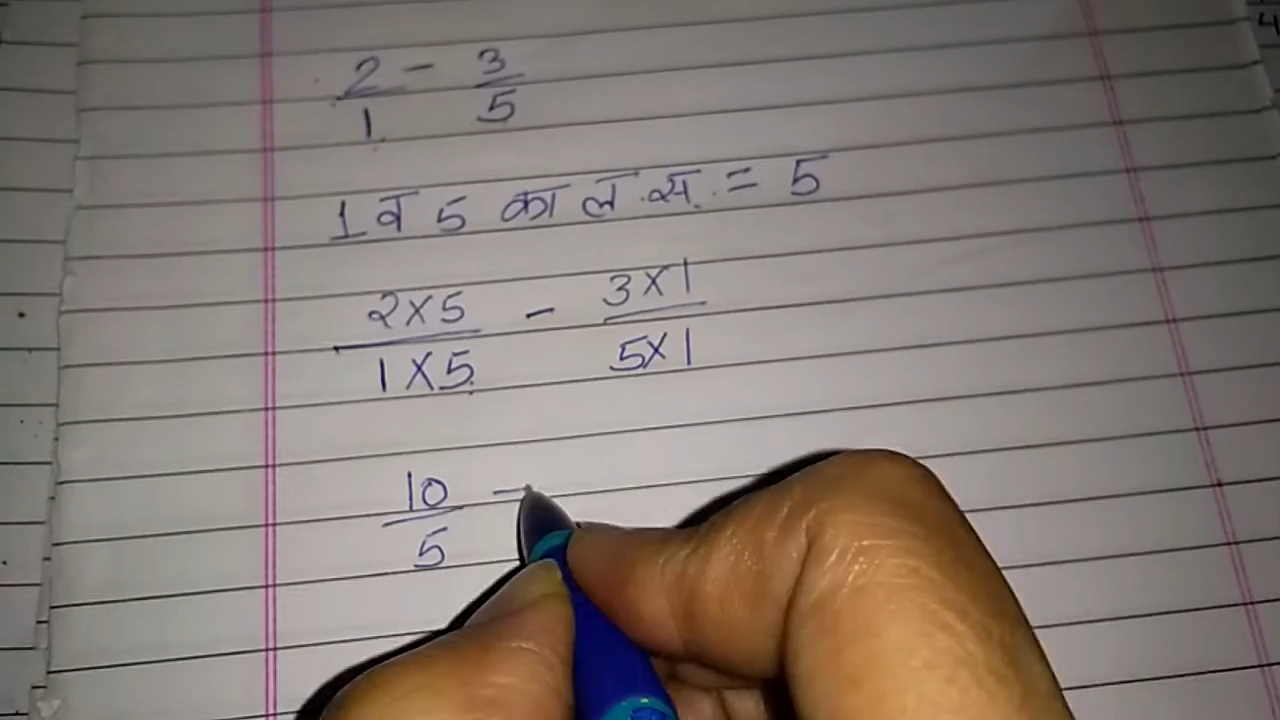 2/1 - 3/5
1 व 5 का ल.स. = 5
2×5/1×5 - 3×1/5×1
10/5 -